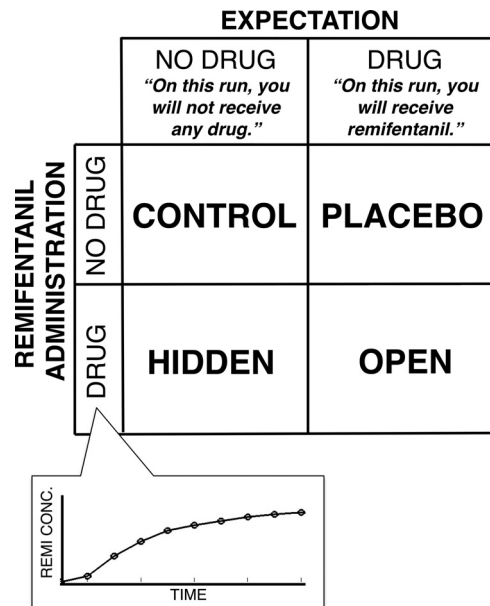 EXPECTATION
NO DRUG
“On this run, you
will not receive
any drug.”
DRUG
“On this run, you
will receive
remifentanil.”
REMIFENTANIL
ADMINISTRATION
NO DRUG
CONTROL
PLACEBO
DRUG
HIDDEN
OPEN
REMI CONC.
TIME